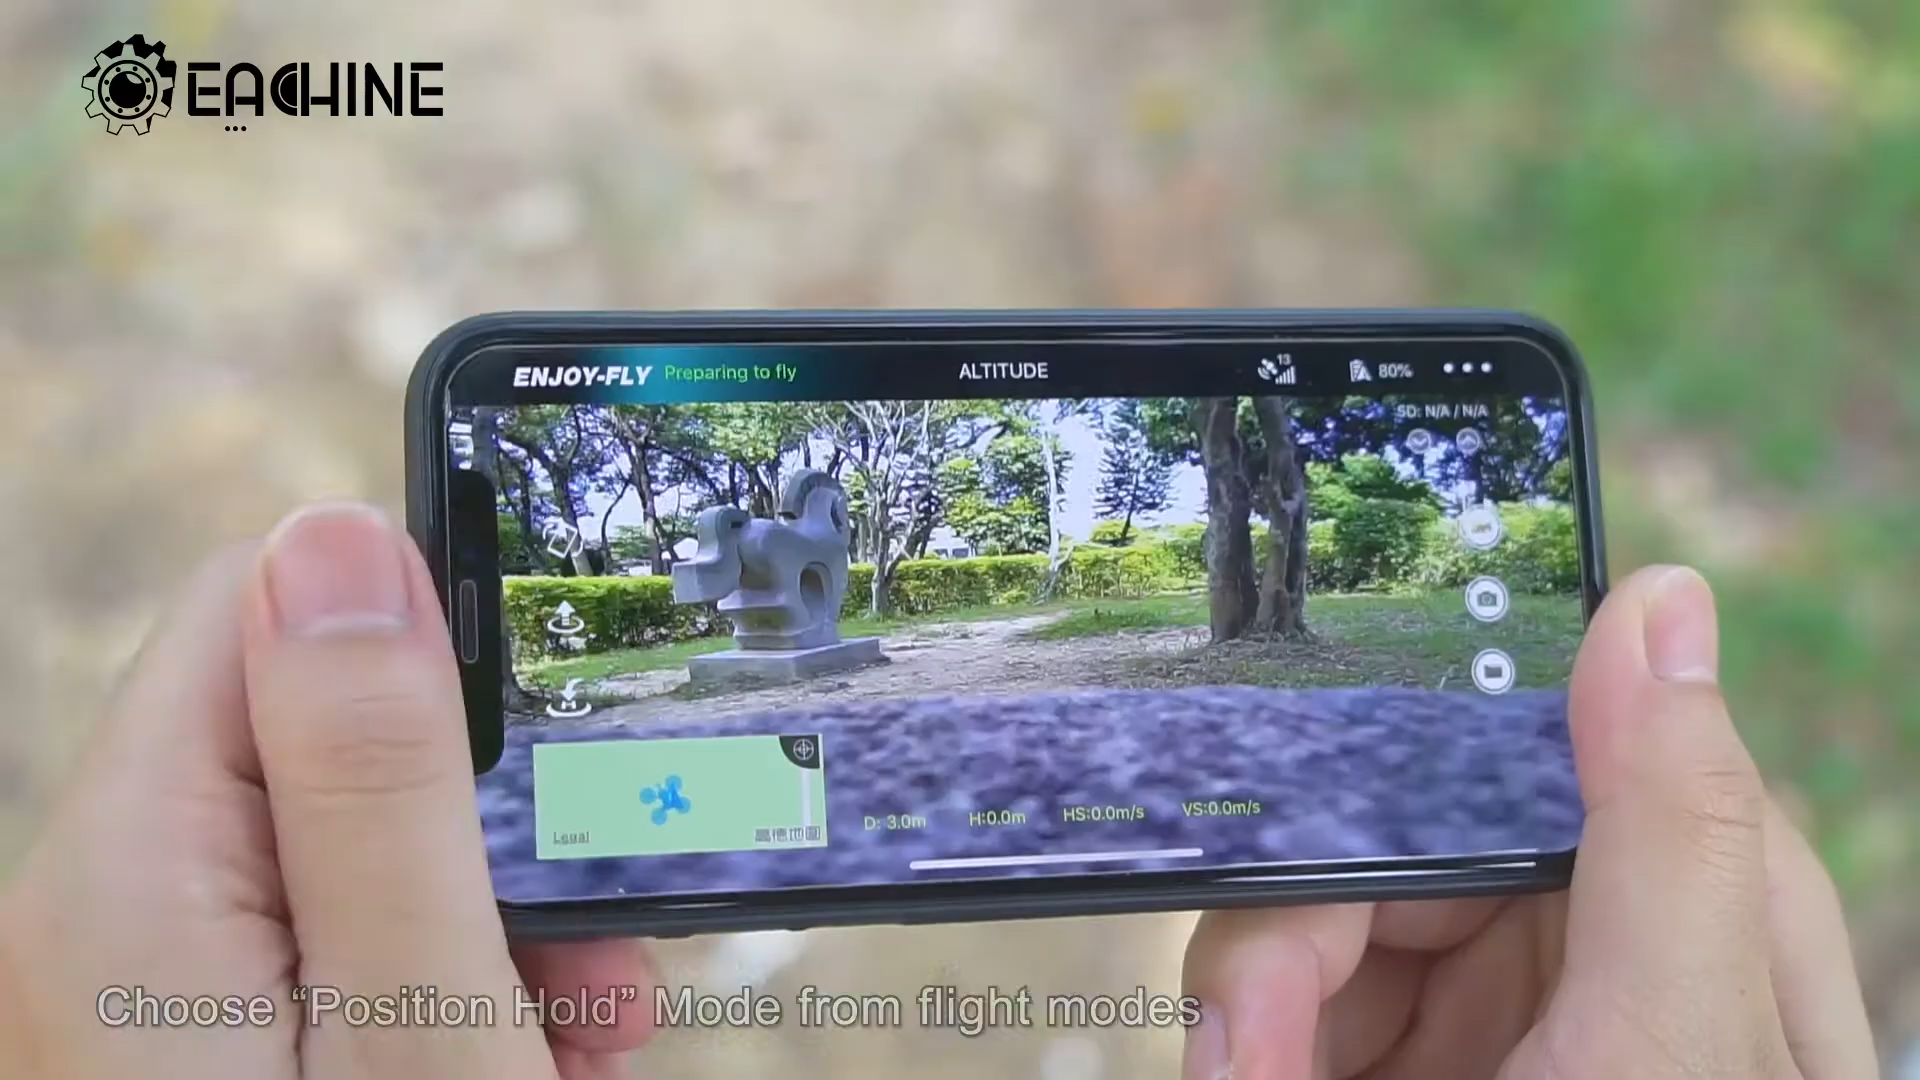 EACHINE
ENJOY-FLY Preparing to fly ALTITUDE 13 80%
SD: N/A / N/A
H
Legal 高德地图
D: 3.0m H:0.0m HS:0.0m/s VS:0.0m/s
Choose “Position Hold” Mode from flight modes